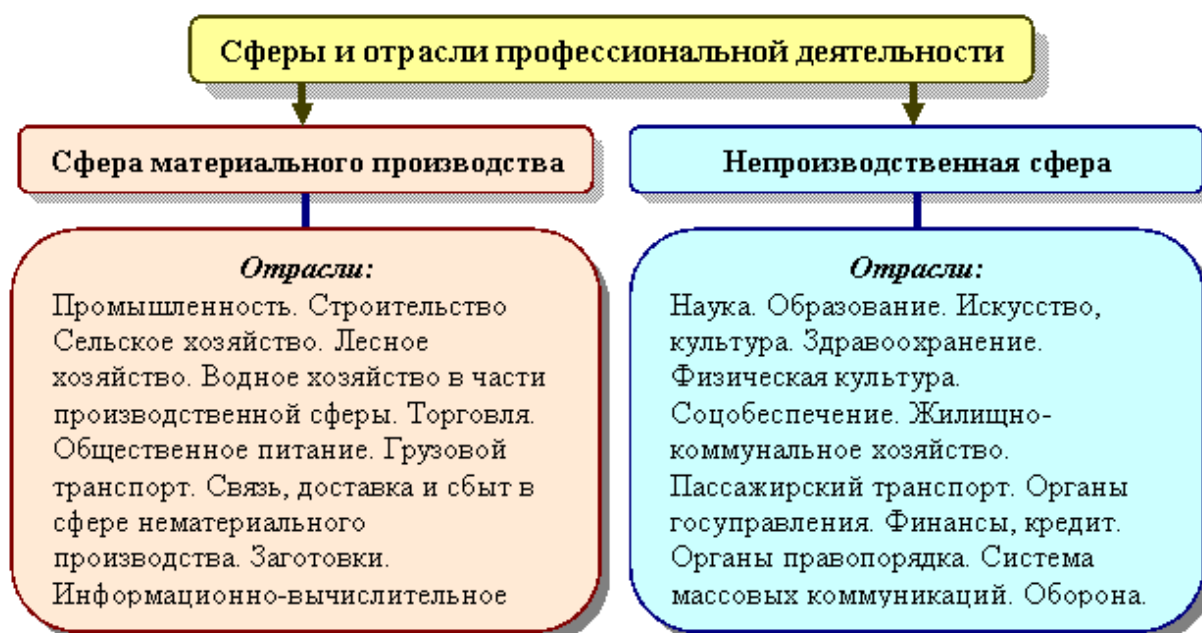 Сферы и отрасли профессиональной деятельности
Сфера материального производства
Непроизводственная сфера
Отрасли:
Промышленность. Строительство
Сельское хозяйство. Лесное
хозяйство. Водное хозяйство в части
производственной сферы. Торговля.
Общественное питание. Грузовой
транспорт. Связь, доставка и сбыт в
сфере нематериального
производства. Заготовки.
Информационно-вычислительное
Отрасли:
Наука. Образование. Искусство,
культура. Здравоохранение.
Физическая культура.
Соцобеспечение. Жилищно-
коммунальное хозяйство.
Пассажирский транспорт. Органы
госуправления. Финансы, кредит.
Органы правопорядка. Система
массовых коммуникаций. Оборона.